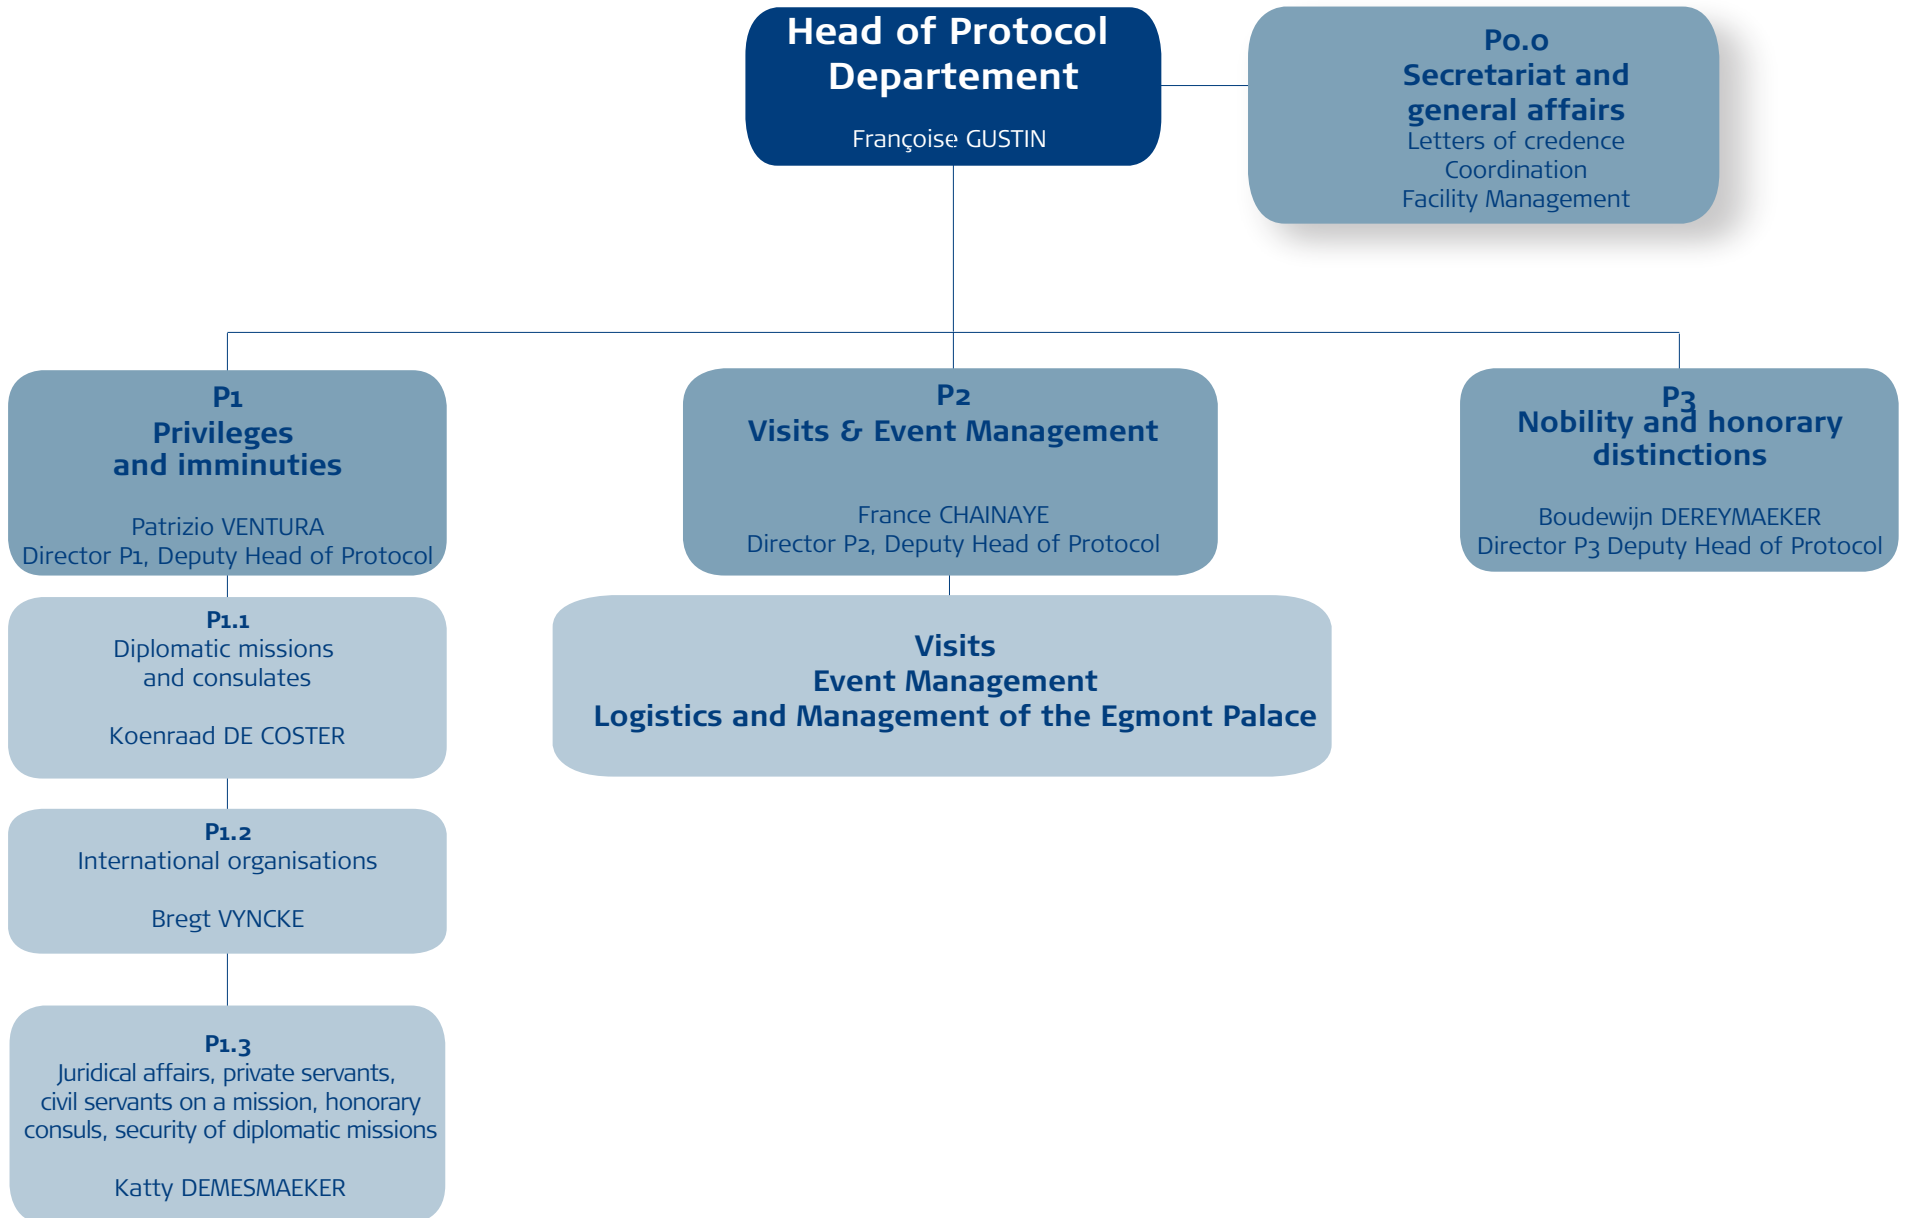 Head of Protocol
Departement
Françoise GUSTIN
P0.0
Secretariat and
general affairs
Letters of credence
Coordination
Facility Management
P1
Privileges
and imminuties
Patrizio VENTURA
Director P1, Deputy Head of Protocol
P2
Visits & Event Management
France CHAINAYE
Director P2, Deputy Head of Protocol
P3
Nobility and honorary
distinctions
Boudewijn DEREYMAEKER
Director P3 Deputy Head of Protocol
P1.1
Diplomatic missions
and consulates
Koenraad DE COSTER
Visits
Event Management
Logistics and Management of the Egmont Palace
P1.2
International organisations
Bregt VYNCKE
P1.3
Juridical affairs, private servants,
civil servants on a mission, honorary
consuls, security of diplomatic missions
Katty DEMESMAEKER